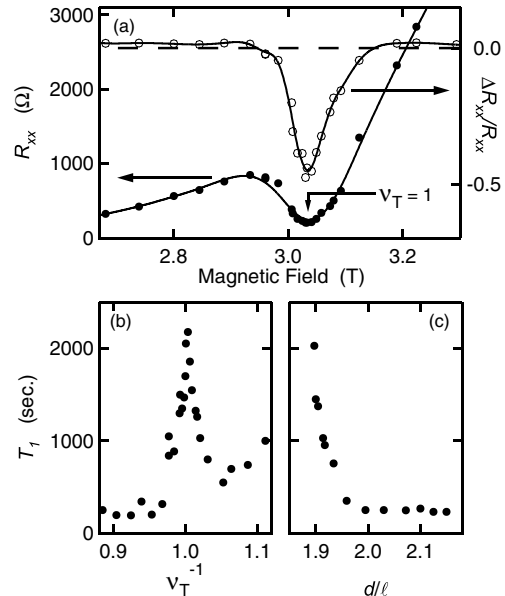 (a)
3000
2000
1000
0
R_xx (Ω)
0.0
-0.5
ΔR_xx/R_xx
ν_T = 1
2.8
3.0
3.2
Magnetic Field (T)
(b)
2000
1000
0
T_1 (sec.)
0.9
1.0
1.1
ν_T^-1
(c)
1.9
2.0
2.1
d/ℓ